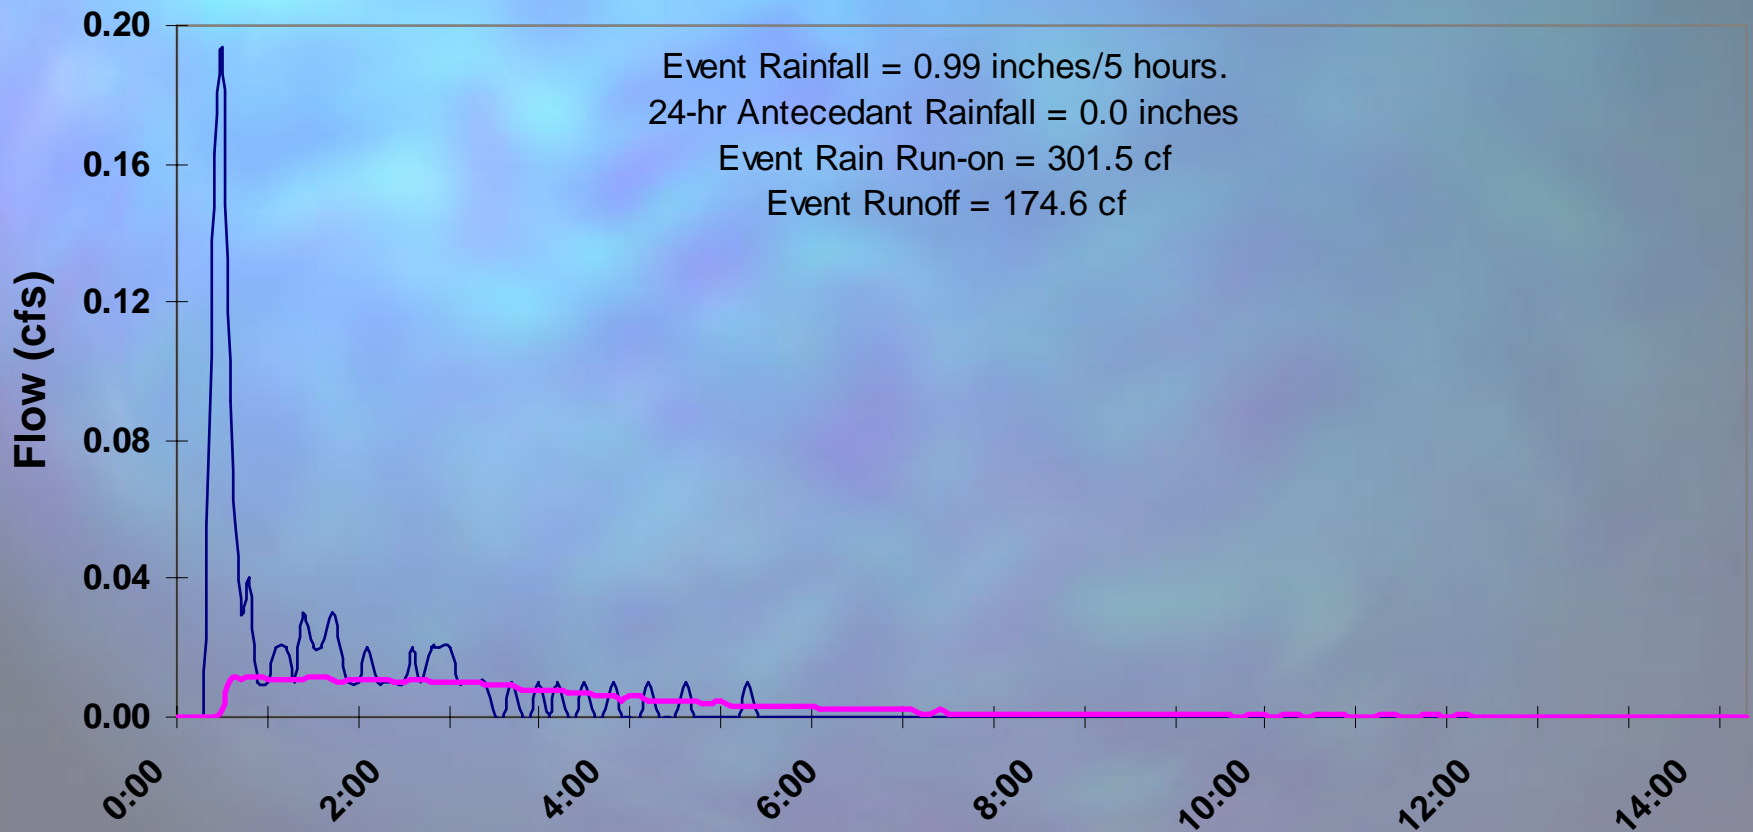 Event Rainfall = 0.99 inches/5 hours.
24-hr Antecedant Rainfall = 0.0 inches
Event Rain Run-on = 301.5 cf
Event Runoff = 174.6 cf
Flow (cfs)
0.20
0.16
0.12
0.08
0.04
0.00
0:00
2:00
4:00
6:00
8:00
10:00
12:00
14:00